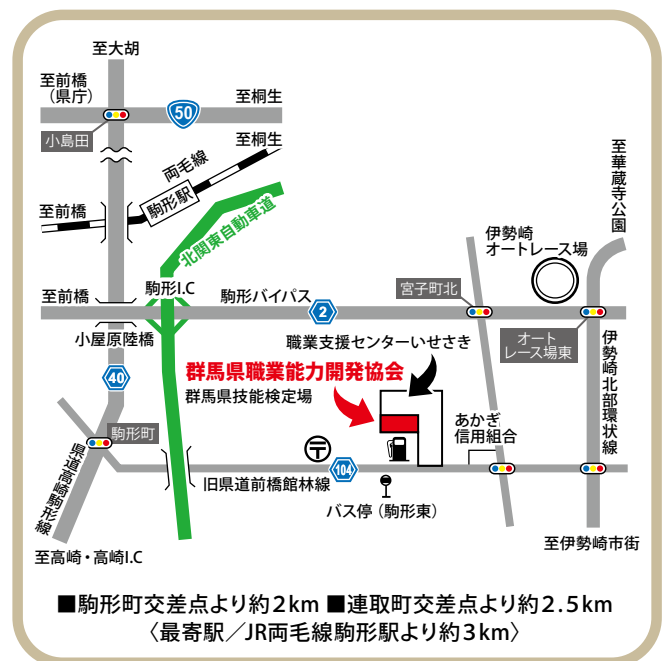 至大胡
至前橋
（県庁）
50
至桐生
小島田
至桐生
両毛線
駒形駅
至前橋
北関東自動車道
至華蔵寺公園
伊勢崎
オートレース場
至前橋
駒形I.C
駒形バイパス
2
宮子町北
オート
レース場東
小屋原陸橋
職業支援センターいせさき
伊勢崎北部環状線
40
群馬県職業能力開発協会
群馬県技能検定場
あかぎ
信用組合
駒形町
県道高崎駒形線
〒
104
旧県道前橋館林線
バス停（駒形東）
至高崎・高崎I.C
至伊勢崎市街
■駒形町交差点より約2km ■連取町交差点より約2.5km
〈最寄駅／JR両毛線駒形駅より約3km〉